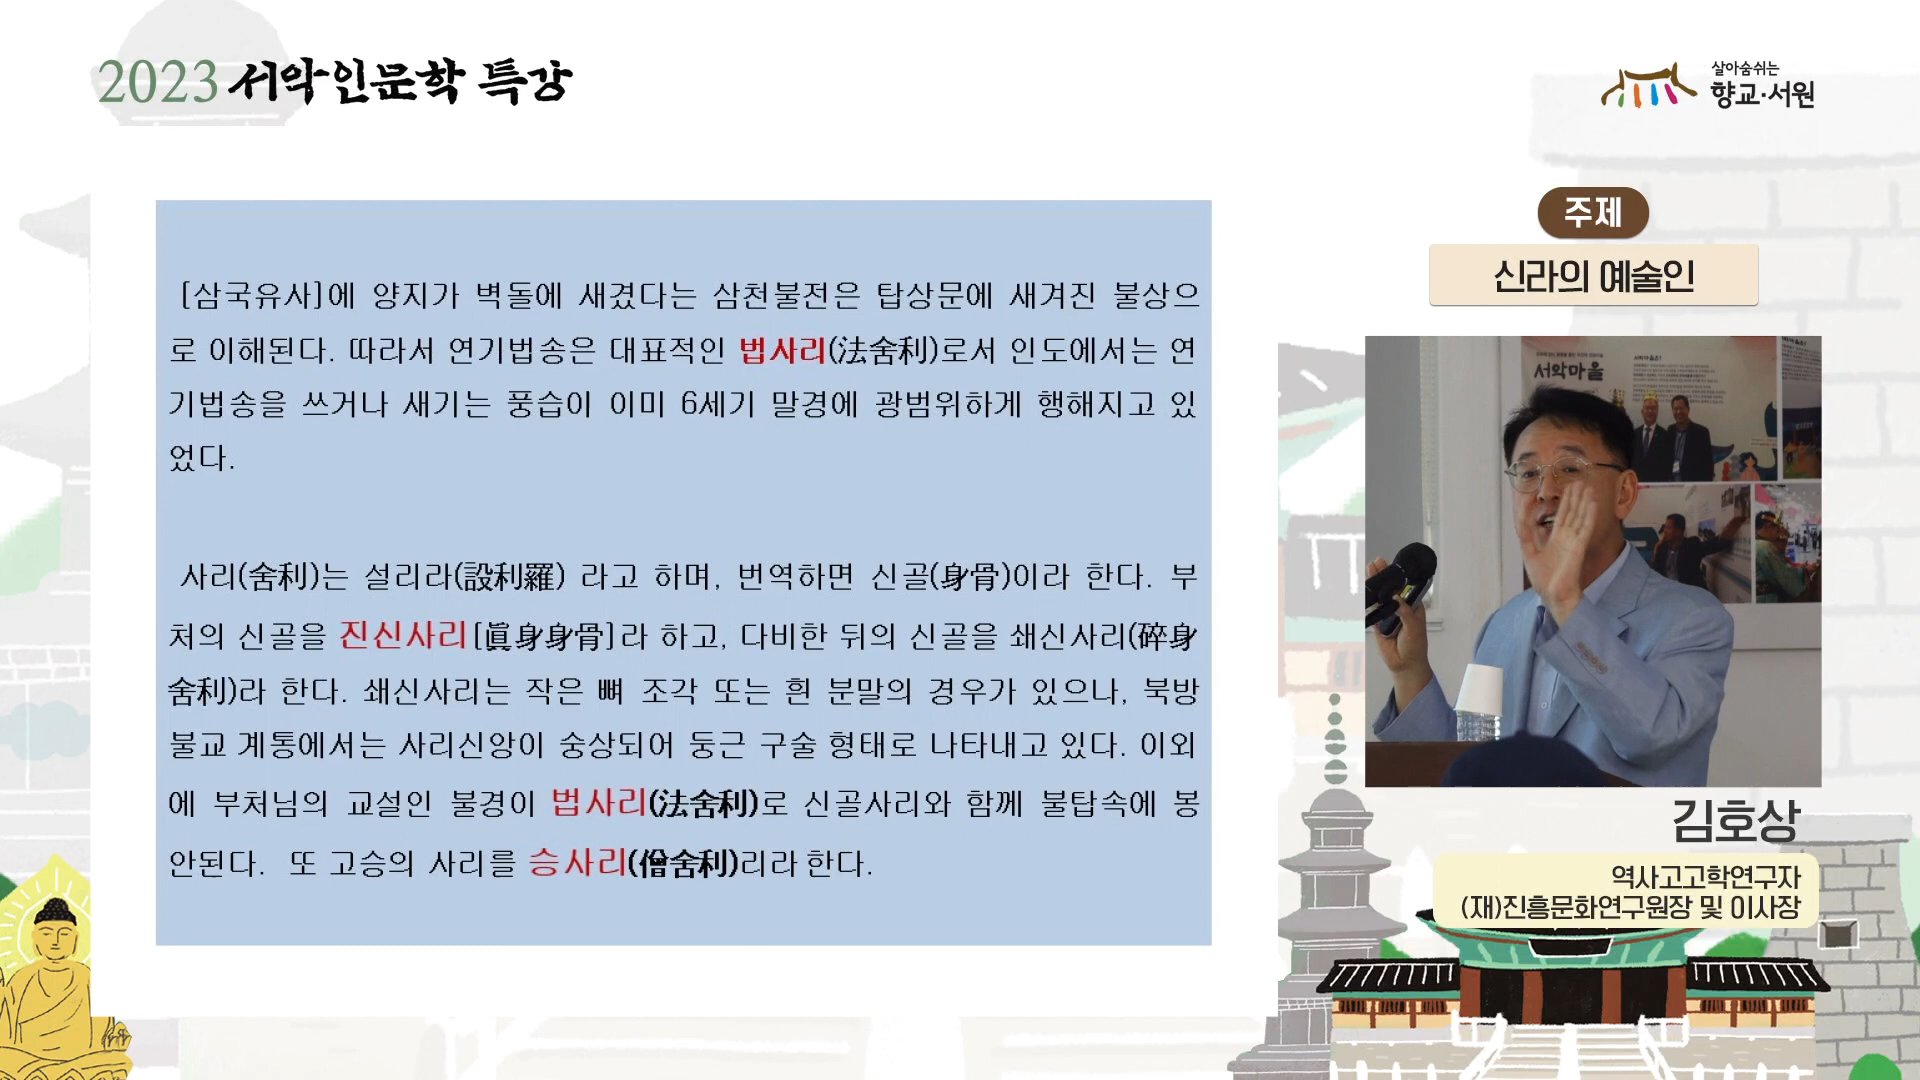 2023 서악인문학 특강
살아숨쉬는
향교·서원
[삼국유사]에 양지가 벽돌에 새겼다는 삼천불전은 탑상문에 새겨진 불상으
로 이해된다. 따라서 연기법송은 대표적인 법사리(法舍利)로서 인도에서는 연
기법송을 쓰거나 새기는 풍습이 이미 6세기 말경에 광범위하게 행해지고 있
었다.
사리(舍利)는 설리라(設利羅) 라고 하며, 번역하면 신골(身骨)이라 한다. 부
처의 신골을 진신사리[眞身身骨]라 하고, 다비한 뒤의 신골을 쇄신사리(碎身
舍利)라 한다. 쇄신사리는 작은 뼈 조각 또는 흰 분말의 경우가 있으나, 북방
불교 계통에서는 사리신앙이 숭상되어 둥근 구술 형태로 나타내고 있다. 이외
에 부처님의 교설인 불경이 법사리(法舍利)로 신골사리와 함께 불탑속에 봉
안된다. 또 고승의 사리를 승사리(僧舍利)리라 한다.
주제
신라의 예술인
서악마을
김호상
역사고고학연구자
(재)진흥문화연구원장 및 이사장